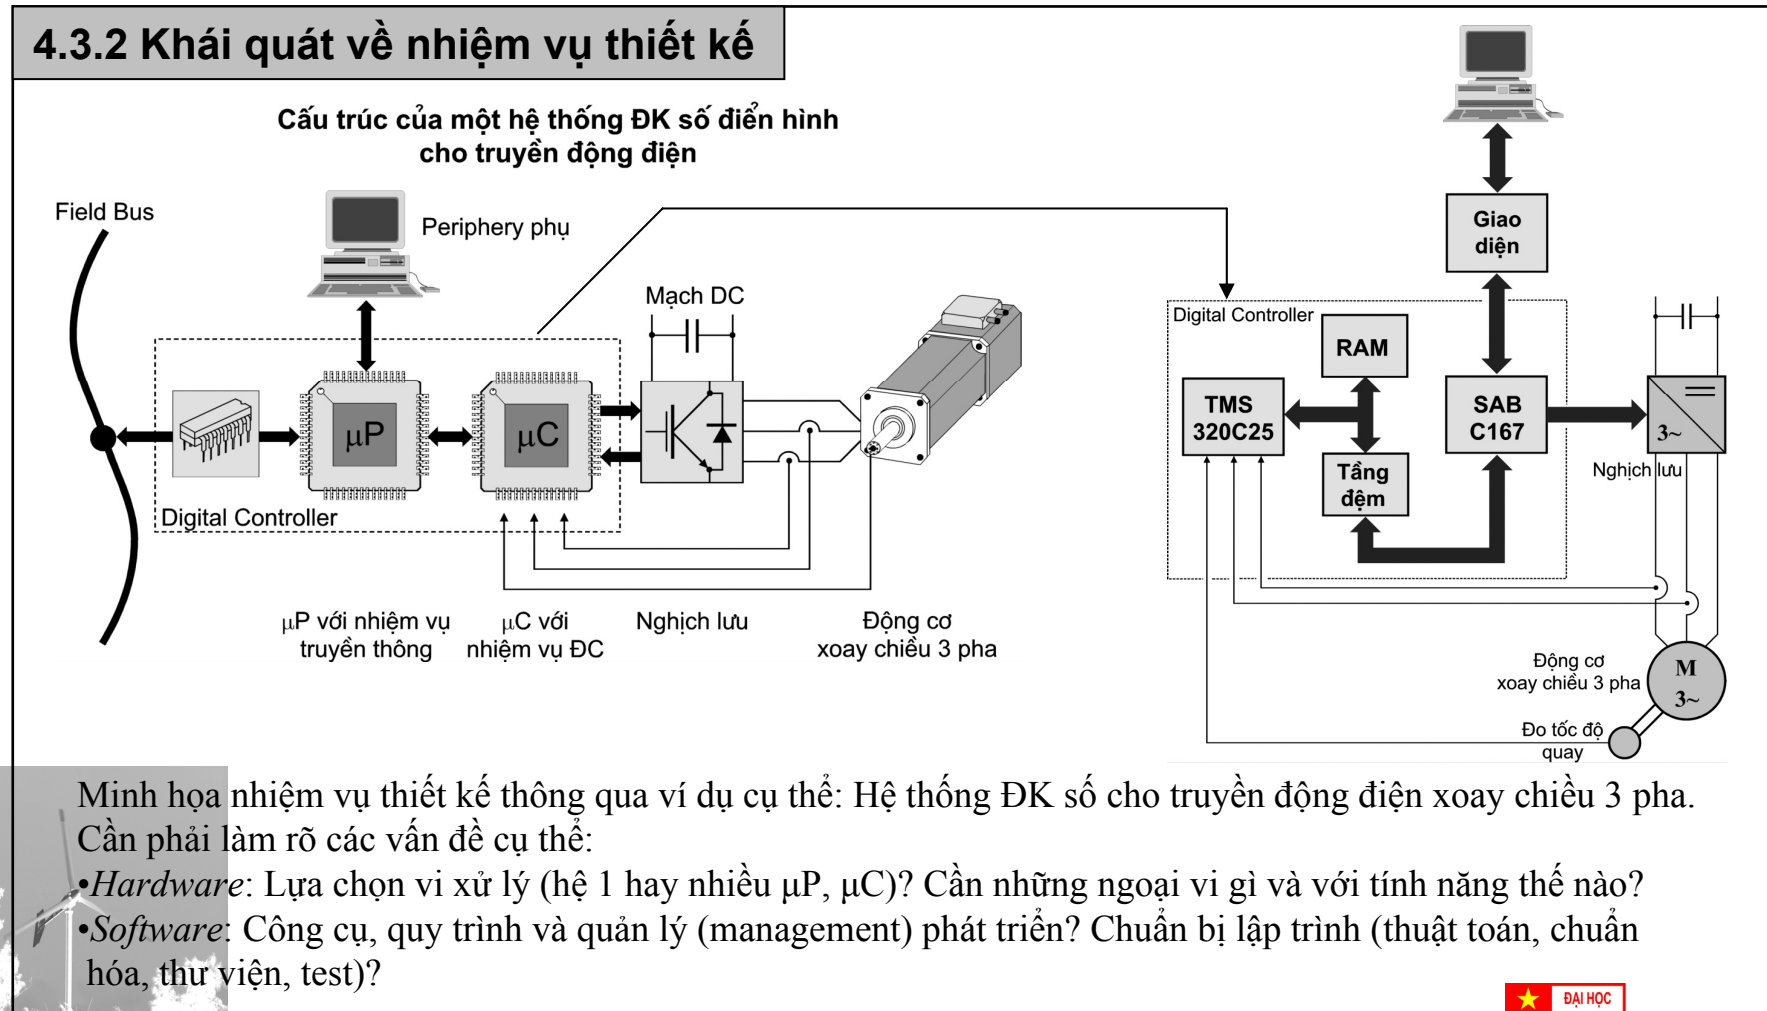 4.3.2 Khái quát về nhiệm vụ thiết kế
Cấu trúc của một hệ thống ĐK số điển hình
cho truyền động điện
Field Bus
Periphery phụ
Mạch DC
µP
µC
Digital Controller
µP với nhiệm vụ
truyền thông
µC với
nhiệm vụ ĐC
Nghịch lưu
Động cơ
xoay chiều 3 pha
Giao
diện
Digital Controller
RAM
TMS
320C25
SAB
C167
Tầng
đệm
3~
Nghịch lưu
Động cơ
xoay chiều 3 pha
M
3~
Đo tốc độ
quay
Minh họa nhiệm vụ thiết kế thông qua ví dụ cụ thể: Hệ thống ĐK số cho truyền động điện xoay chiều 3 pha.
Cần phải làm rõ các vấn đề cụ thể:
•Hardware: Lựa chọn vi xử lý (hệ 1 hay nhiều μP, μC)? Cần những ngoại vi gì và với tính năng thế nào?
•Software: Công cụ, quy trình và quản lý (management) phát triển? Chuẩn bị lập trình (thuật toán, chuẩn
hóa, thư viện, test)?
ĐẠI HỌC